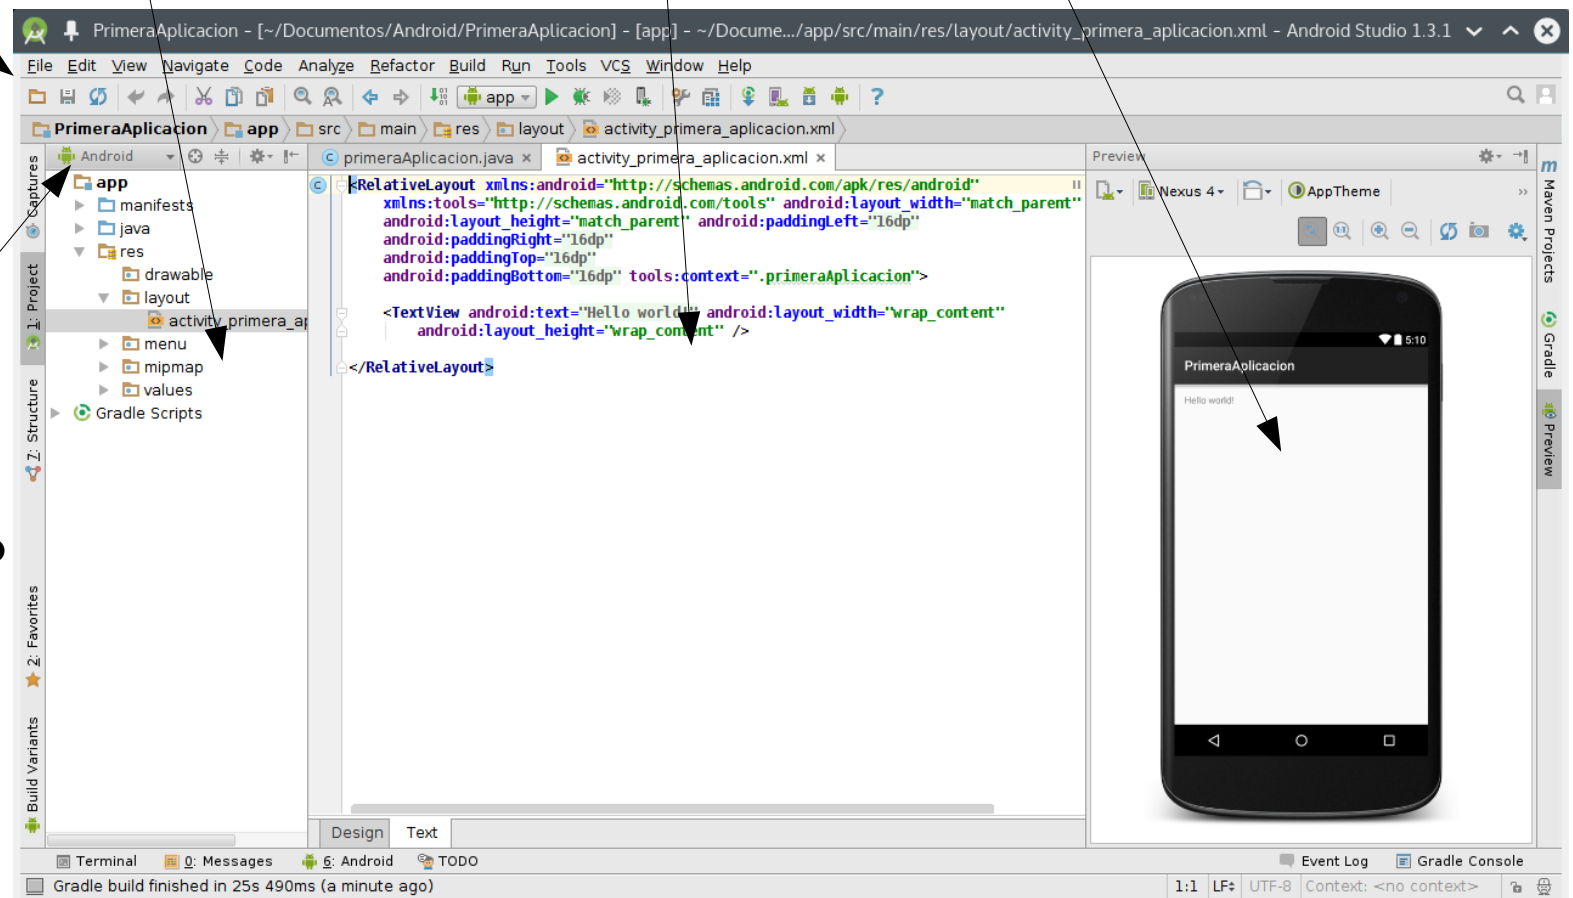 PrimeraAplicacion - [~/Documentos/Android/PrimeraAplicacion] - [app] - ~/Docume.../app/src/main/res/layout/activity_primera_aplicacion.xml - Android Studio 1.3.1
File Edit View Navigate Code Analyze Refactor Build Run Tools VCS Window Help
app
PrimeraAplicacion app src main res layout activity_primera_aplicacion.xml
Android
primeraAplicacion.java
activity_primera_aplicacion.xml
Preview
Captures
1: Project
7: Structure
2: Favorites
Build Variants
app
manifests
java
res
drawable
layout
activity_primera_ap
menu
mipmap
values
Gradle Scripts
<RelativeLayout xmlns:android="http://schemas.android.com/apk/res/android"
xmlns:tools="http://schemas.android.com/tools" android:layout_width="match_parent"
android:layout_height="match_parent" android:paddingLeft="16dp"
android:paddingRight="16dp"
android:paddingTop="16dp"
android:paddingBottom="16dp" tools:context=".primeraAplicacion">
<TextView android:text="Hello world!" android:layout_width="wrap_content"
android:layout_height="wrap_content" />
</RelativeLayout>
Design Text
Nexus 4 AppTheme
1:1
5:10
PrimeraAplicacion
Hello world!
m Maven Projects
Gradle
Preview
Terminal 0: Messages 6: Android TODO
Event Log Gradle Console
Gradle build finished in 25s 490ms (a minute ago)
1:1 LF UTF-8 Context: <no context>